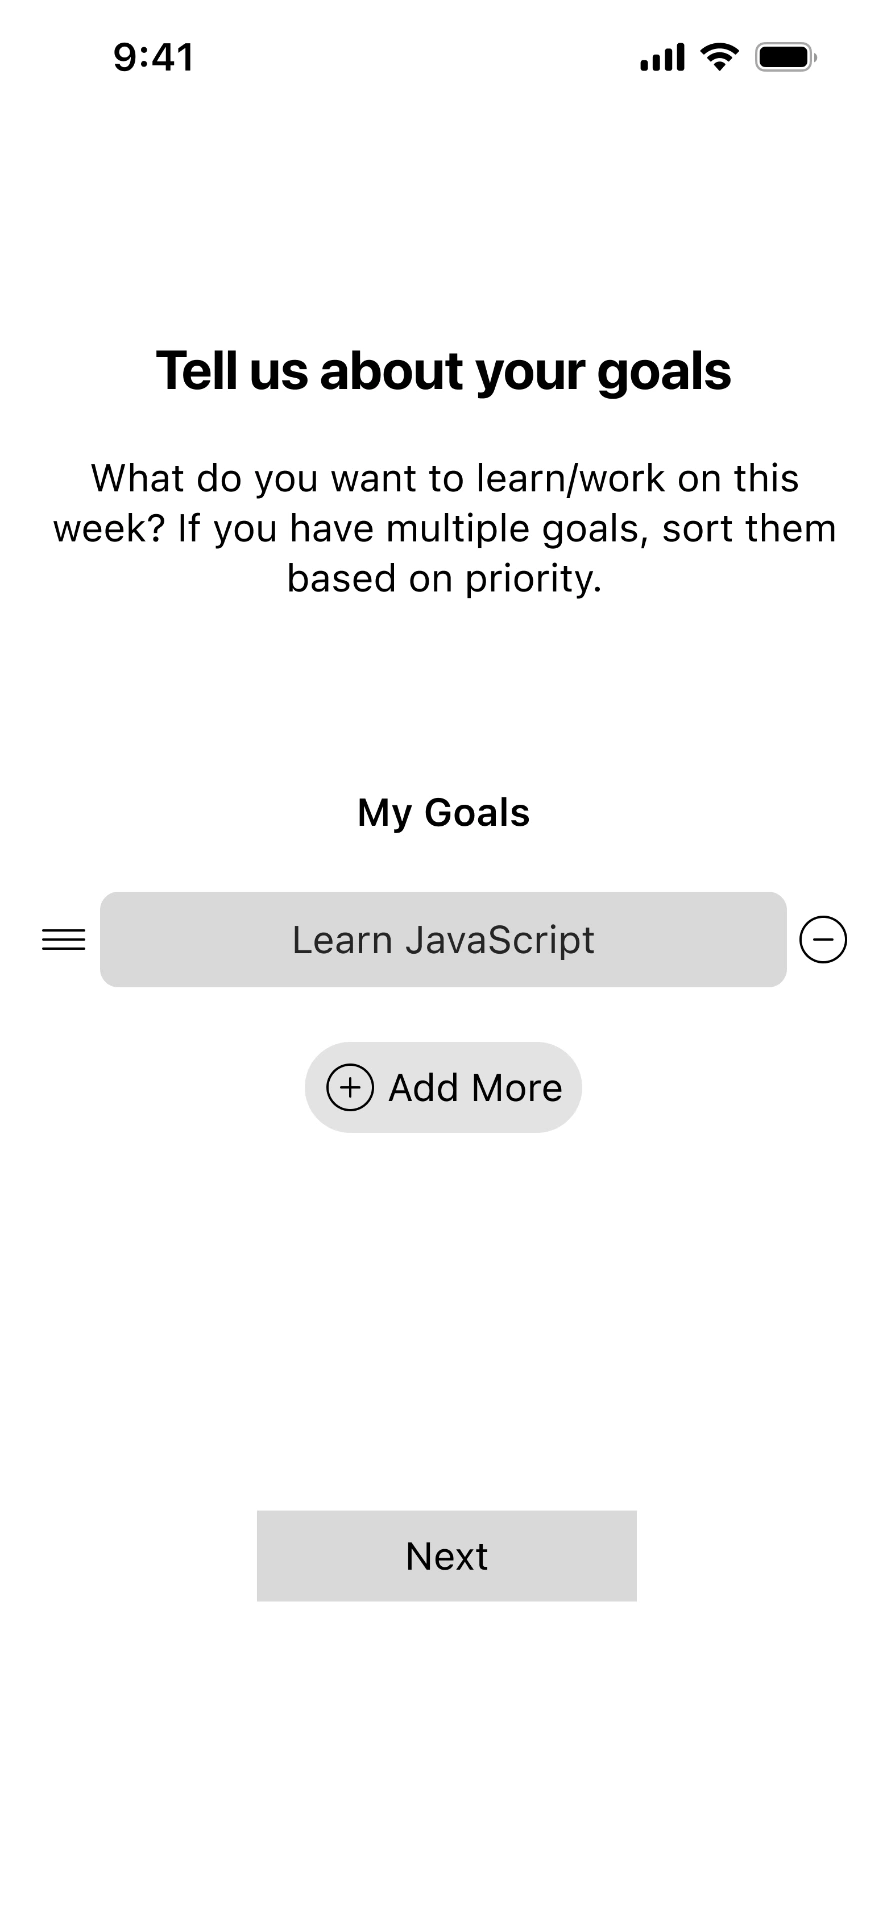 9:41
Tell us about your goals
What do you want to learn/work on this
week? If you have multiple goals, sort them
based on priority.
My Goals
Learn JavaScript
Add More
Next